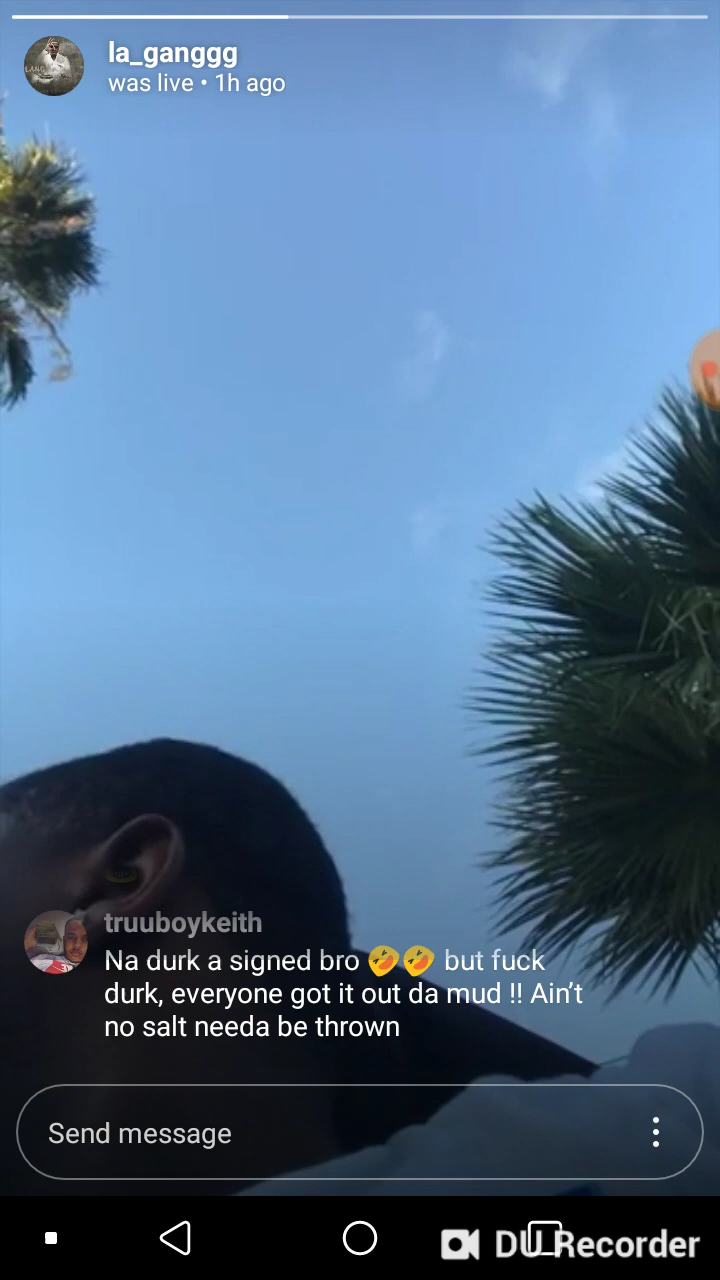 la_ganggg
was live • 1h ago
truuboykeith
Na durk a signed bro 🤣🤣 but fuck
durk, everyone got it out da mud !! Ain't
no salt needa be thrown
Send message
DU Recorder